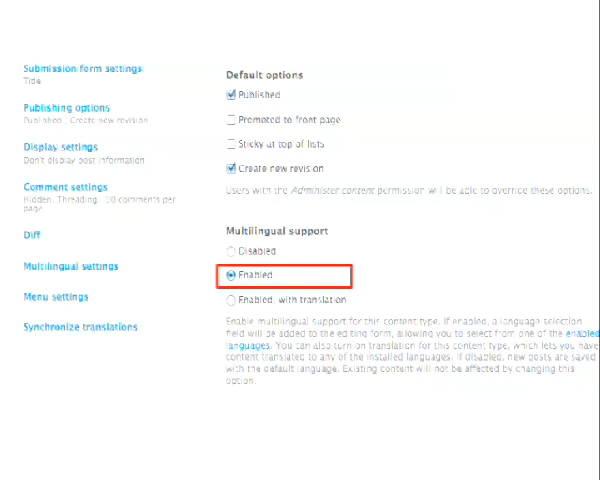 Submission form settings
Title
Publishing options
Published , Create new revision
Display settings
Don't display post information
Comment settings
Hidden, Threading, 10 comments per
page
Diff
Multilingual settings
Menu settings
Synchronize translations
Default options
Published
Promoted to front page
Sticky at top of lists
Create new revision
Users with the Administer content permission will be able to override these options.
Multilingual support
Disabled
Enabled
Enabled, with translation
Enable multilingual support for this content type. If enabled, a language selection
field will be added to the editing form, allowing you to select from one of the enabled
languages. You can also turn on translation for this content type, which lets you have
content translated to any of the installed languages. If disabled, new posts are saved
with the default language. Existing content will not be affected by changing this
option.